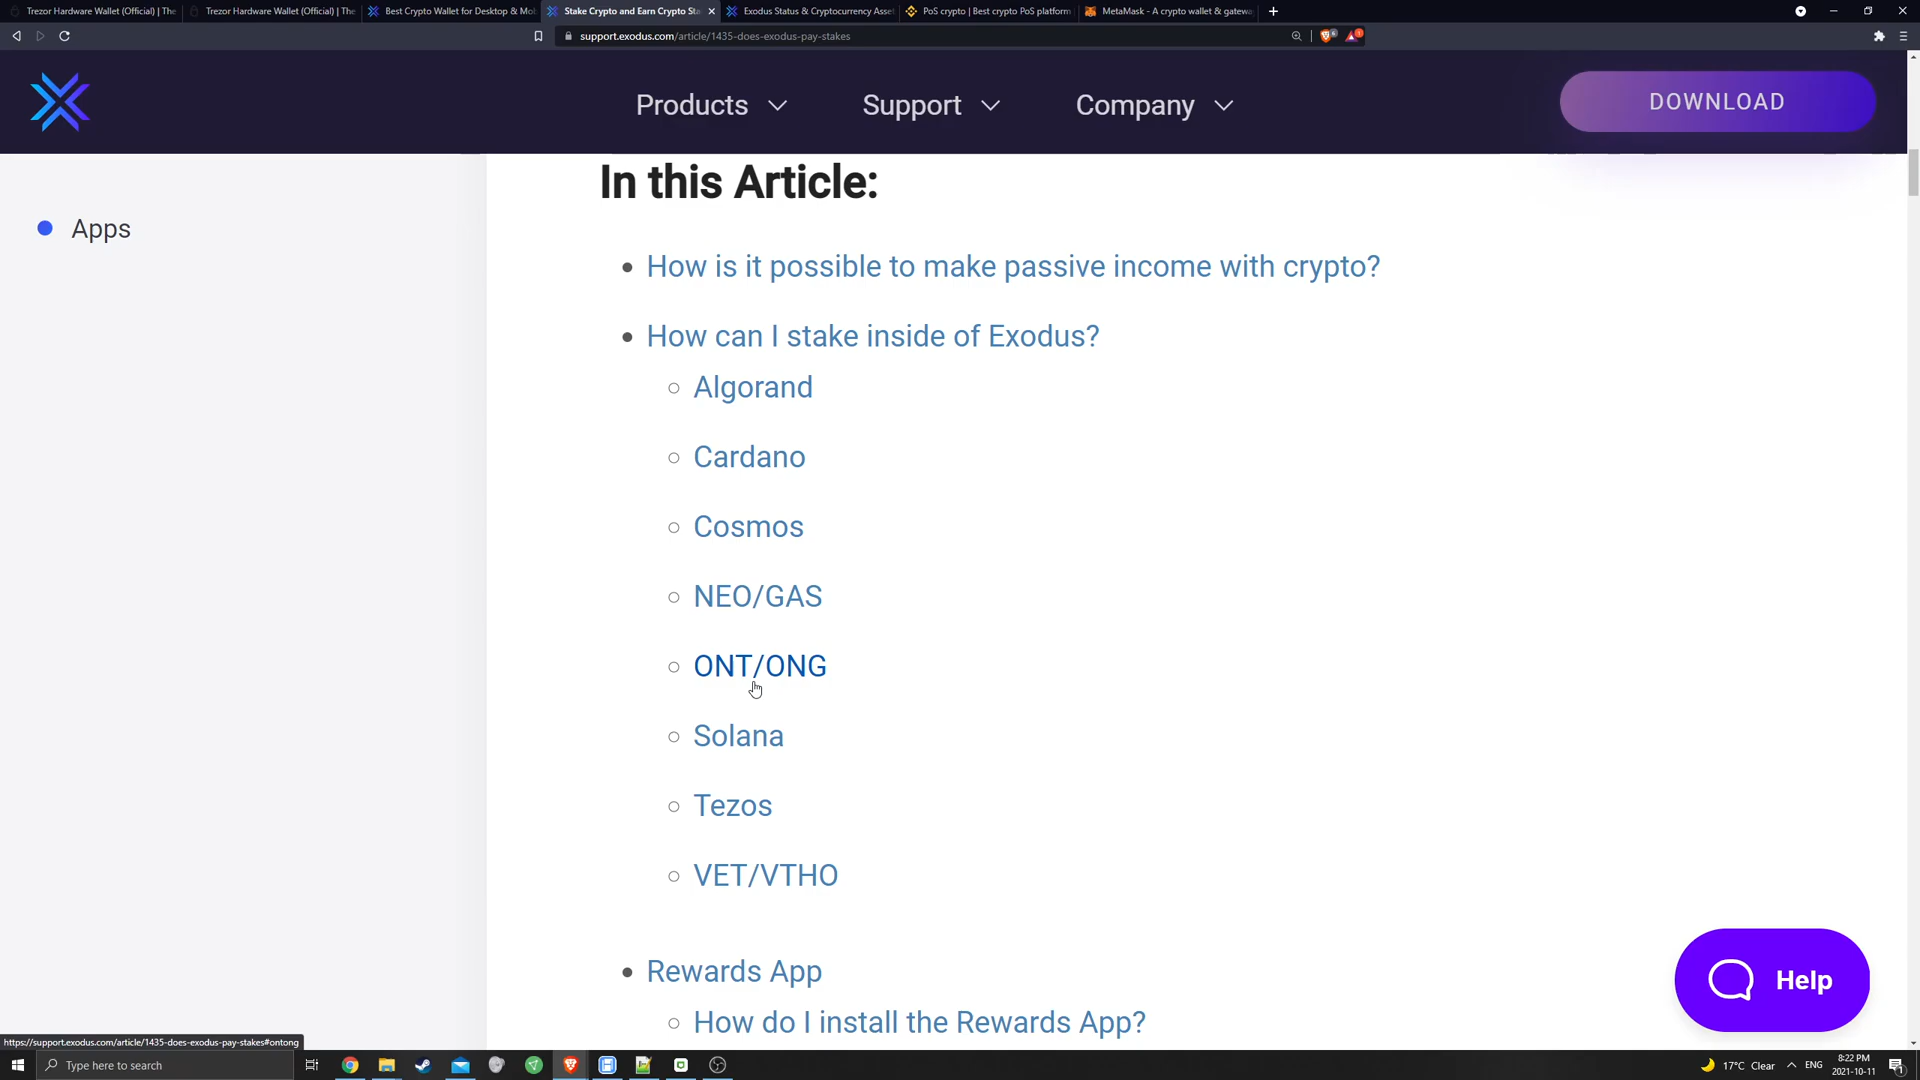 Trezor Hardware Wallet (Official) | The
Trezor Hardware Wallet (Official) | The
Best Crypto Wallet for Desktop & Mo
Stake Crypto and Earn Crypto Sta
Exodus Status & Cryptocurrency Asset
PoS crypto | Best crypto PoS platform
MetaMask - A crypto wallet & gatewa
support.exodus.com/article/1435-does-exodus-pay-stakes
Products
Support
Company
DOWNLOAD
In this Article:
Apps
How is it possible to make passive income with crypto?
How can I stake inside of Exodus?
Algorand
Cardano
Cosmos
NEO/GAS
ONT/ONG
Solana
Tezos
VET/VTHO
Rewards App
How do I install the Rewards App?
Help
https://support.exodus.com/article/1435-does-exodus-pay-stakes#ontong
Type here to search
17°C Clear
ENG
8:22 PM
2021-10-11